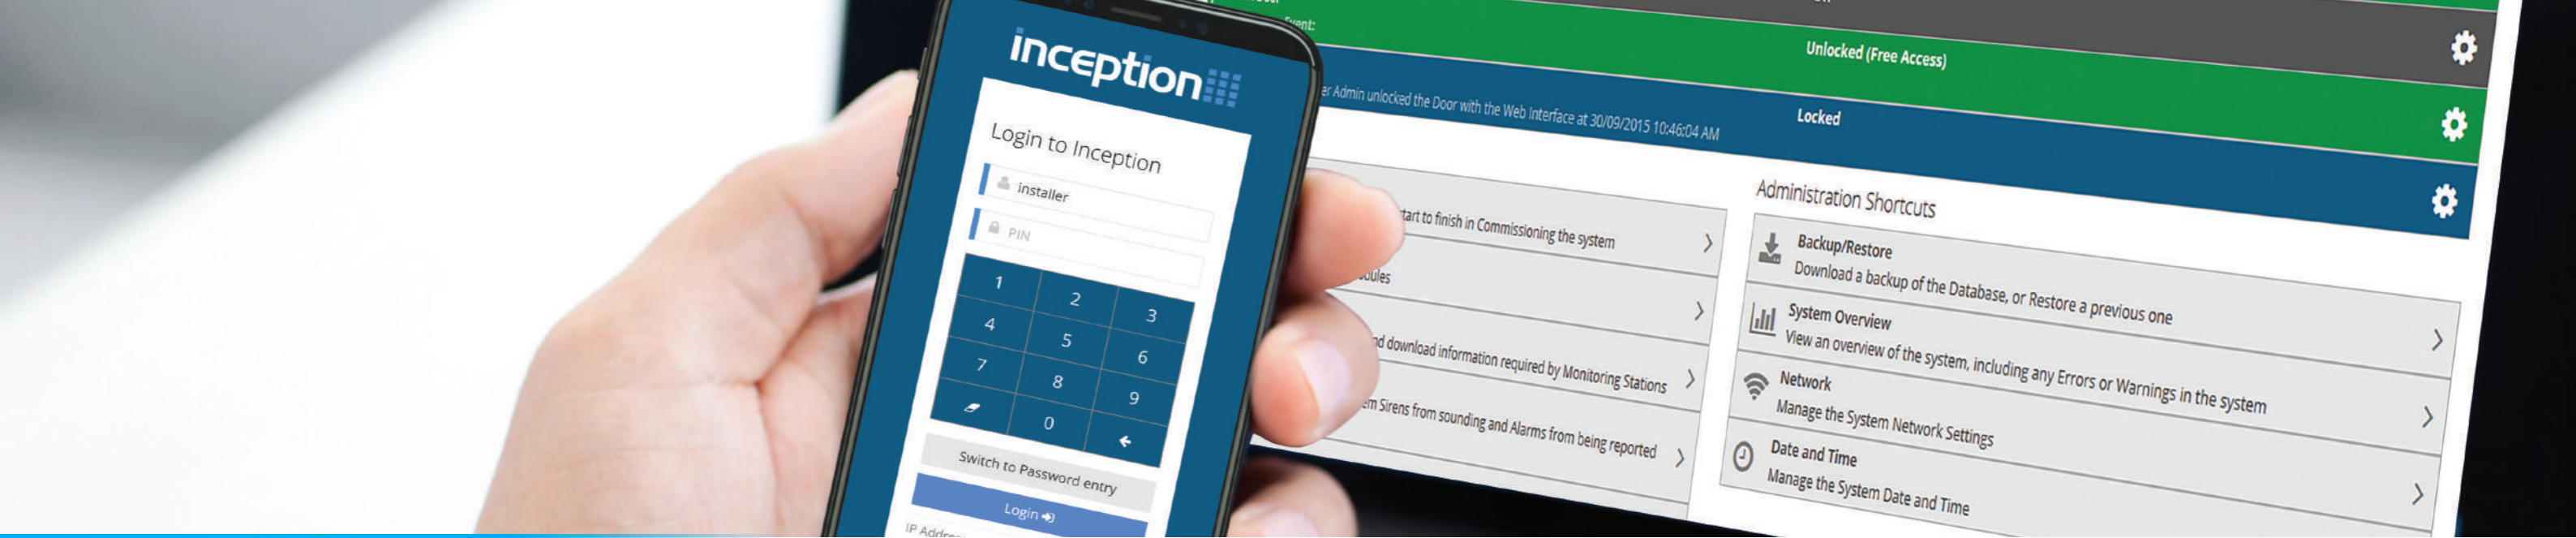 inception
Login to Inception
installer
PIN
1 2 3
4 5 6
7 8 9
0
Switch to Password entry
Login
IP
Event:
Unlocked (Free Access)
Admin unlocked the Door with the Web Interface at 30/09/2015 10:46:04 AM
Locked
to finish in Commissioning the system
download information required by Monitoring Stations
Sirens from sounding and Alarms from being reported
Administration Shortcuts
Backup/Restore
Download a backup of the Database, or Restore a previous one
System Overview
View an overview of the system, including any Errors or Warnings in the system
Network
Manage the System Network Settings
Date and Time
Manage the System Date and Time